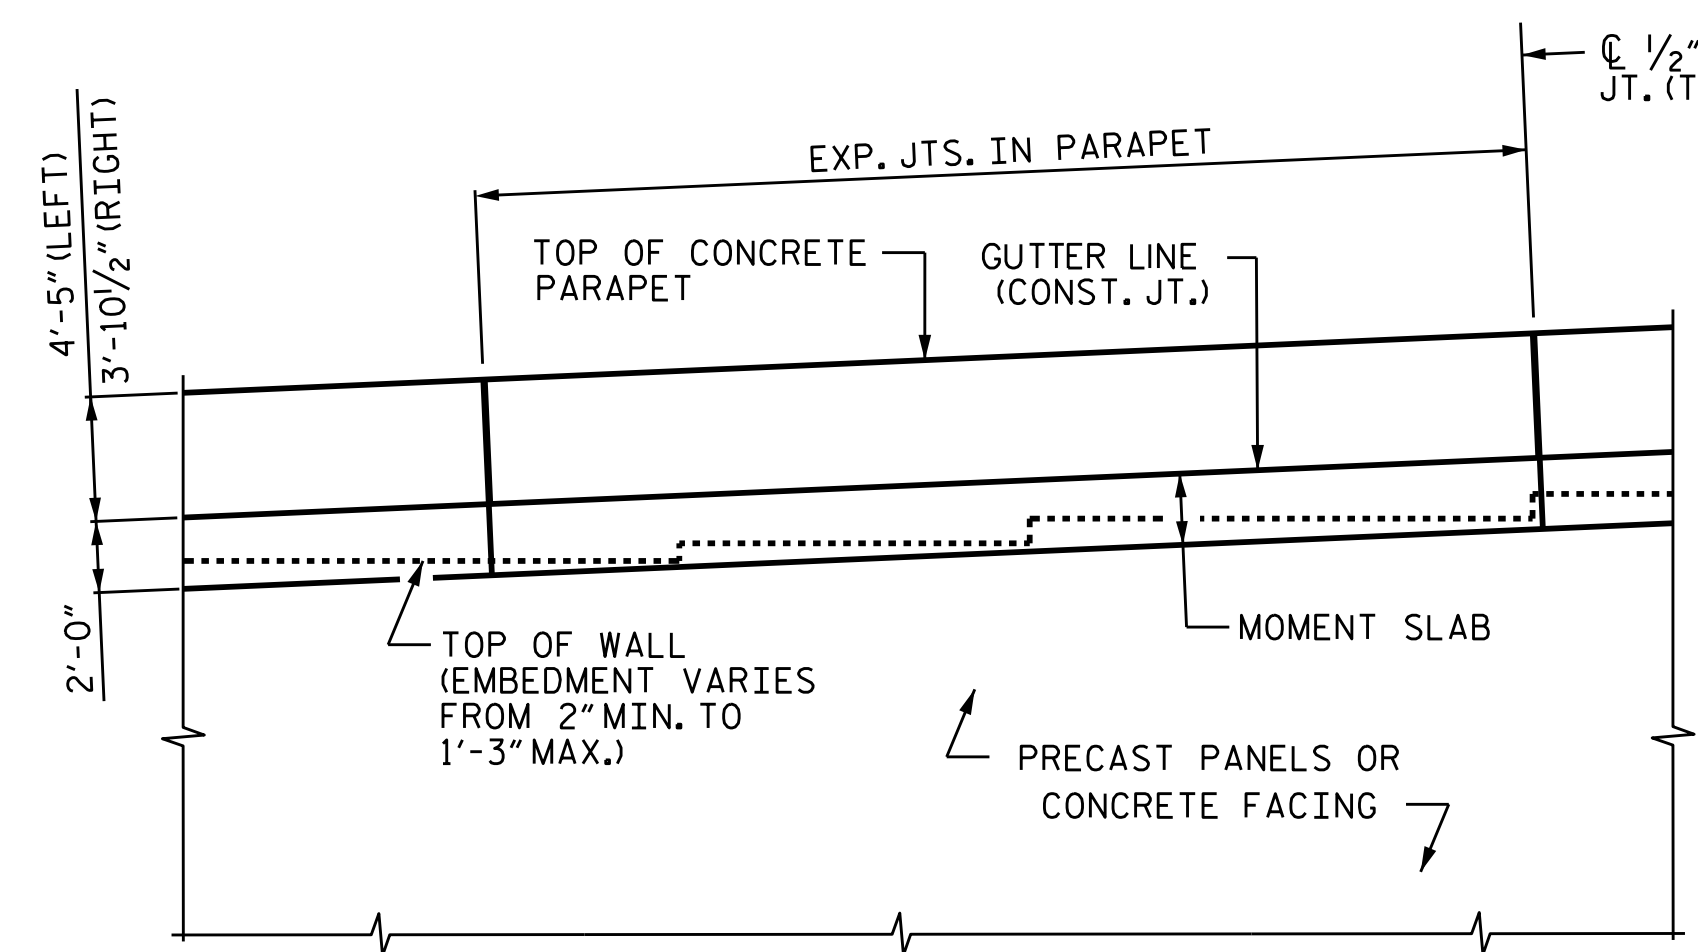 ℄ 1/2"
JT. (T
EXP. JTS. IN PARAPET
4'-5" (LEFT)
3'-10 1/2" (RIGHT)
TOP OF CONCRETE
PARAPET
GUTTER LINE
(CONST. JT.)
2'-0"
TOP OF WALL
(EMBEDMENT VARIES
FROM 2" MIN. TO
1'-3" MAX.)
MOMENT SLAB
PRECAST PANELS OR
CONCRETE FACING